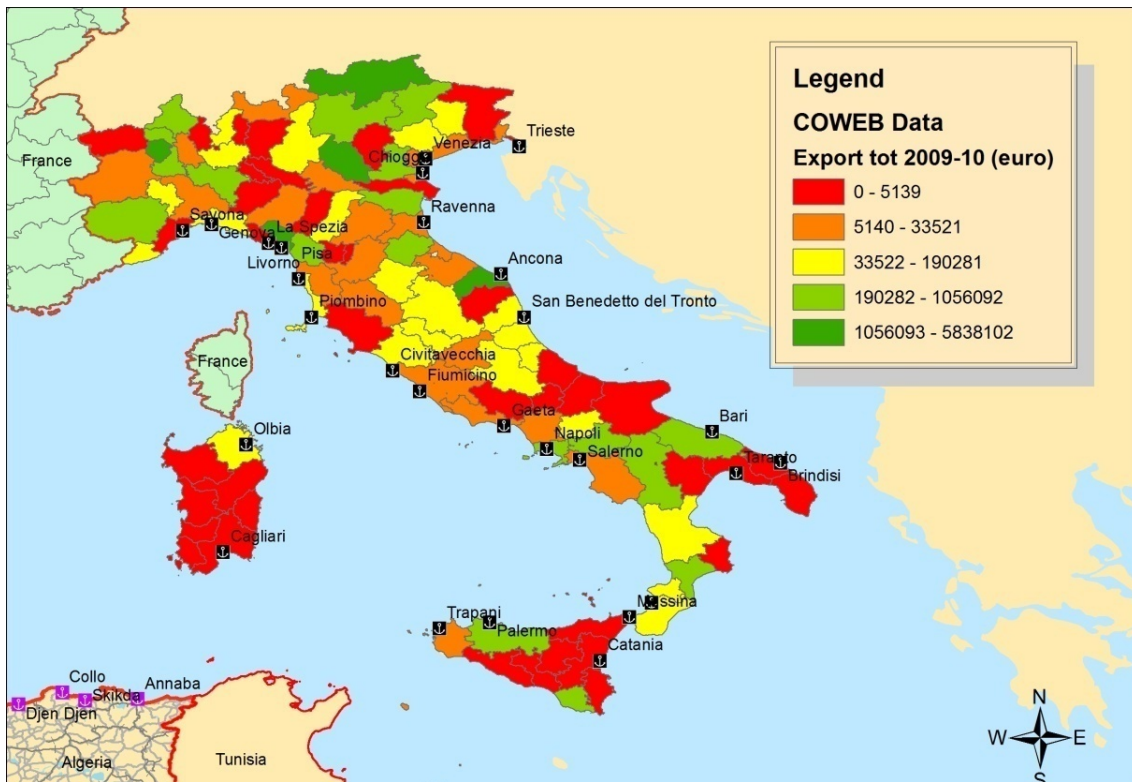 Legend
COWEB Data
Export tot 2009-10 (euro)
0 - 5139
5140 - 33521
33522 - 190281
190282 - 1056092
1056093 - 5838102
France
Trieste
Venezia
Chioggi
Ravenna
Savona
Genova
La Spezia
Pisa
Livorno
Ancona
Piombino
San Benedetto del Tronto
France
Civitavecchia
Fiumicino
Gaeta
Bari
Olbia
Napoli
Salerno
Taranto
Brindisi
Cagliari
Messina
Trapani
Palermo
Catania
Collo
Annaba
Skikda
Djen Djen
Algeria
Tunisia
N
W
E
S